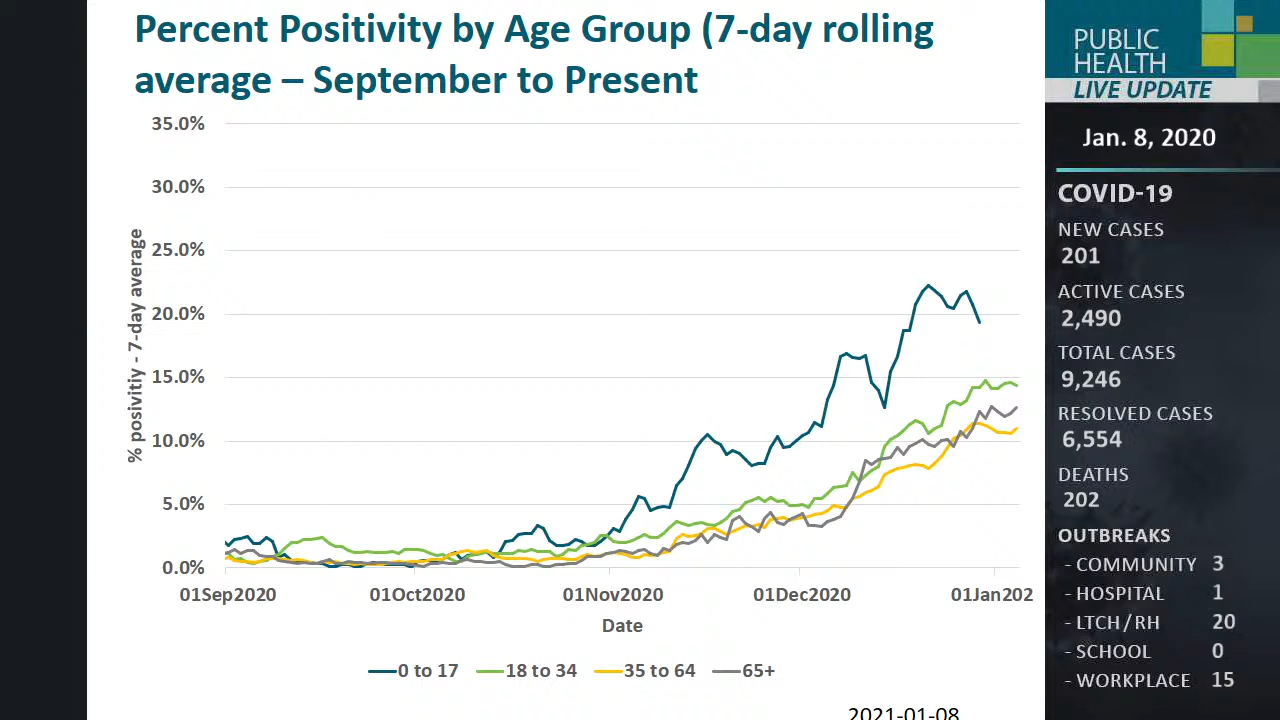 Percent Positivity by Age Group (7-day rolling
average – September to Present
35.0%
30.0%
25.0%
20.0%
15.0%
10.0%
5.0%
0.0%
% positivitiy - 7-day average
01Sep2020 01Oct2020 01Nov2020 01Dec2020 01Jan202
Date
0 to 17 18 to 34 35 to 64 65+
2021-01-08
PUBLIC
HEALTH
LIVE UPDATE
Jan. 8, 2020
COVID-19
NEW CASES
201
ACTIVE CASES
2,490
TOTAL CASES
9,246
RESOLVED CASES
6,554
DEATHS
202
OUTBREAKS
- COMMUNITY 3
- HOSPITAL 1
- LTCH/RH 20
- SCHOOL 0
- WORKPLACE 15